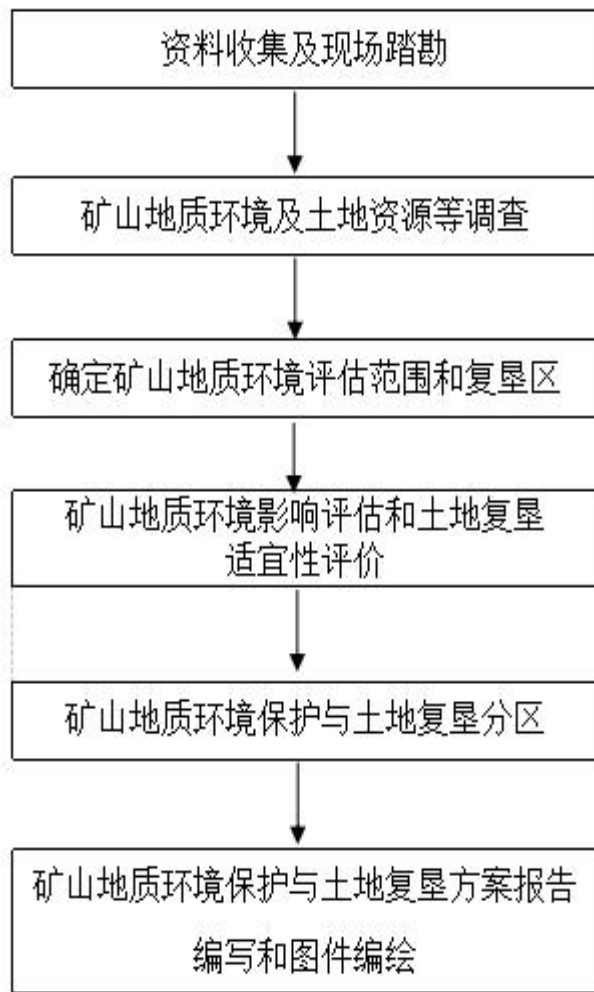 资料收集及现场踏勘
矿山地质环境及土地资源等调查
确定矿山地质环境评估范围和复垦区
矿山地质环境影响评估和土地复垦
适宜性评价
矿山地质环境保护与土地复垦分区
矿山地质环境保护与土地复垦方案报告
编写和图件编绘